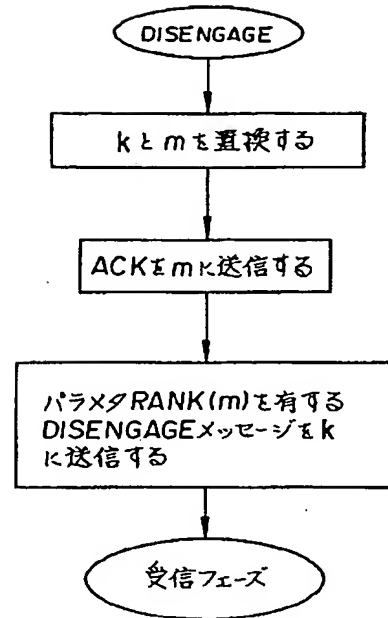 DISENGAGE
kとmを置換する
ACKをmに送信する
パラメタRANK(m)を有する
DISENGAGEメッセージをk
に送信する
受信フェーズ